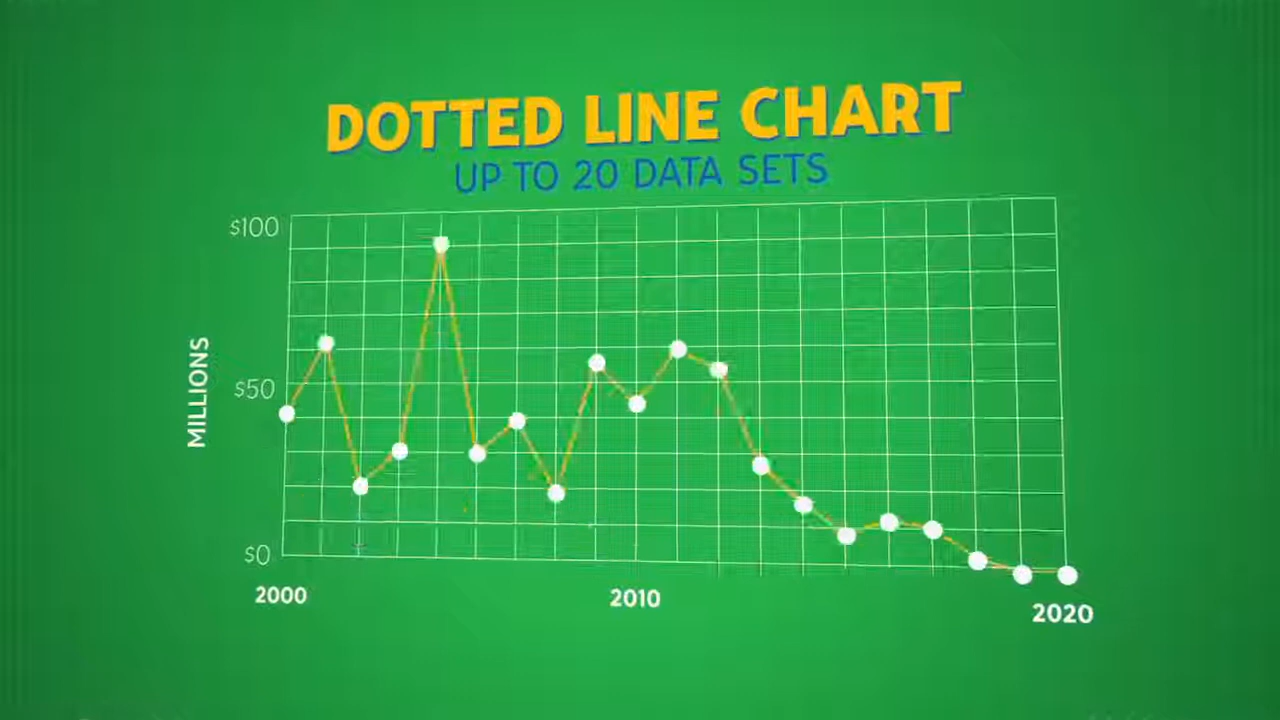 DOTTED LINE CHART
UP TO 20 DATA SETS
$100
$50
$0
MILLIONS
2000
2010
2020